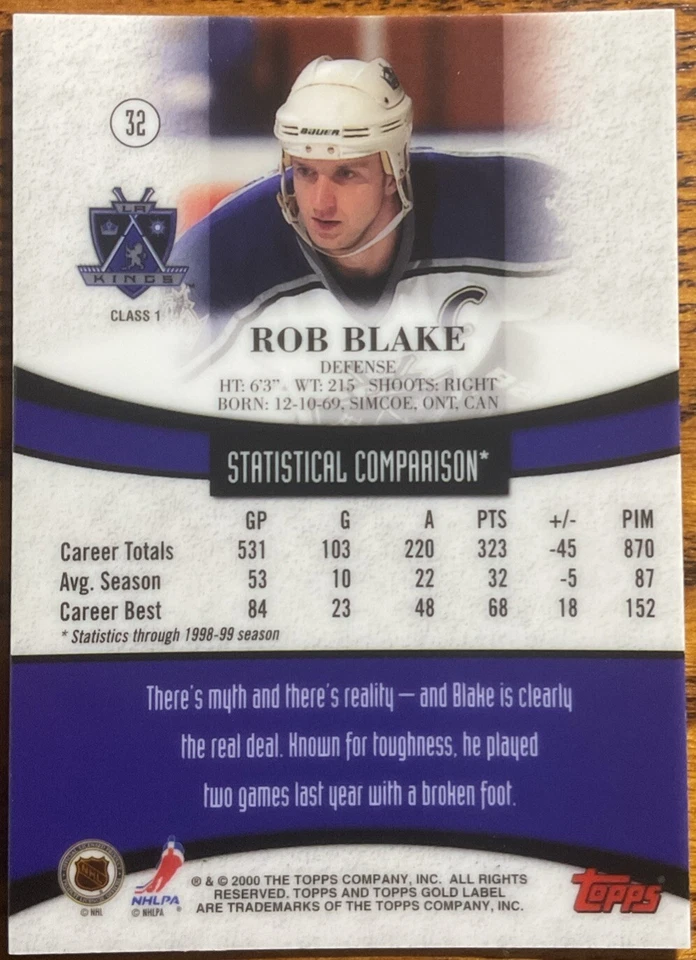 32
BAUER
LA
KINGS
CLASS 1
C
ROB BLAKE
DEFENSE
HT: 6'3" WT: 215 SHOOTS: RIGHT
BORN: 12-10-69, SIMCOE, ONT, CAN
STATISTICAL COMPARISON*
GP G A PTS +/- PIM
Career Totals 531 103 220 323 -45 870
Avg. Season 53 10 22 32 -5 87
Career Best 84 23 48 68 18 152
* Statistics through 1998-99 season
There's myth and there's reality — and Blake is clearly
the real deal. Known for toughness, he played
two games last year with a broken foot.
NHL
© NHL
NHLPA
© NHLPA
® & © 2000 THE TOPPS COMPANY, INC. ALL RIGHTS
RESERVED. TOPPS AND TOPPS GOLD LABEL
ARE TRADEMARKS OF THE TOPPS COMPANY, INC.
TOPPS®